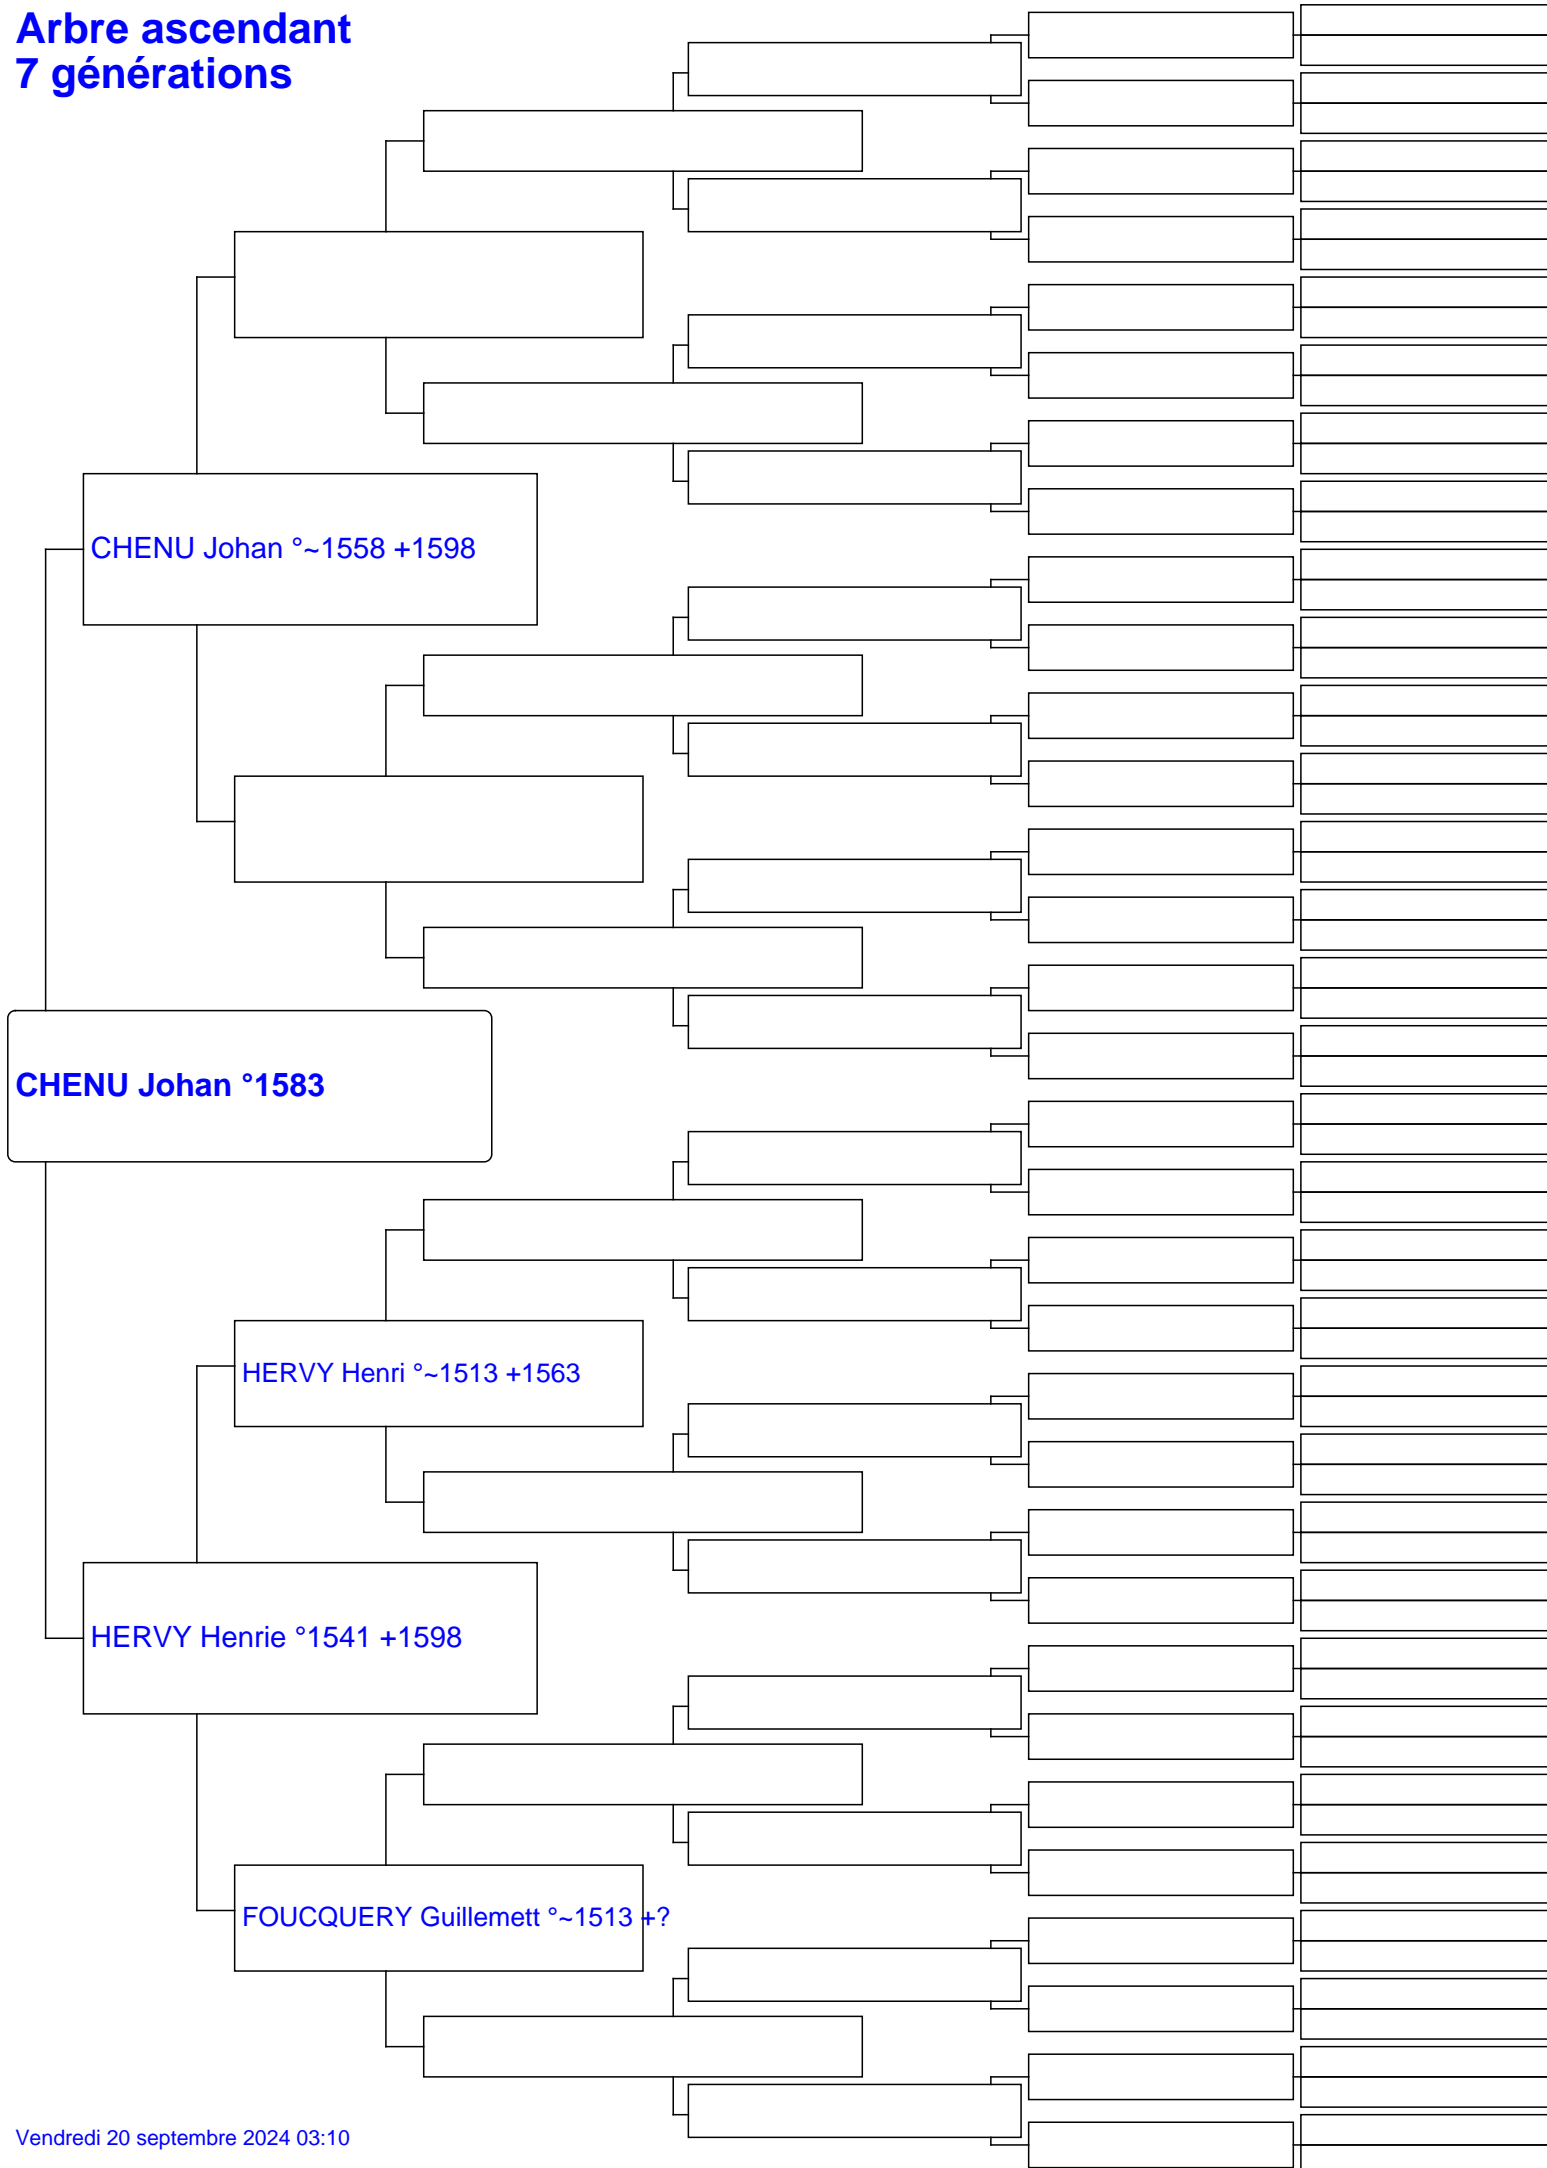 Arbre ascendant
7 générations
CHENU Johan °~1558 +1598
CHENU Johan °1583
HERVY Henri °~1513 +1563
HERVY Henrie °1541 +1598
FOUCQUERY Guillemett °~1513 +?
Vendredi 20 septembre 2024 03:10